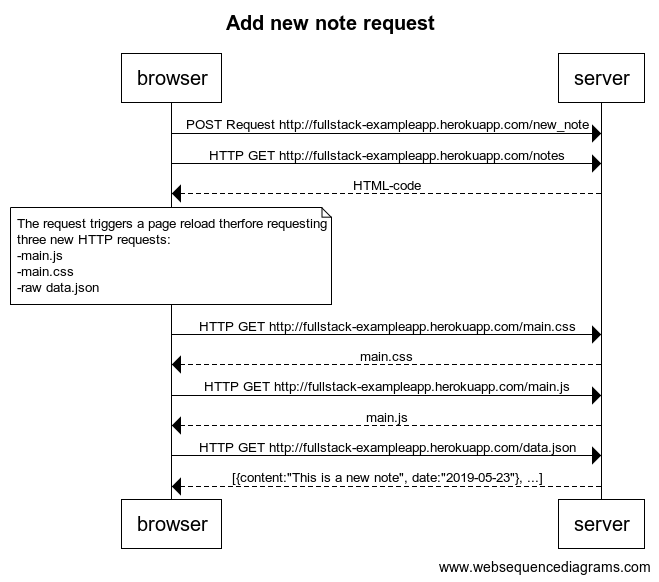 Add new note request
browser
server
POST Request http://fullstack-exampleapp.herokuapp.com/new_note
HTTP GET http://fullstack-exampleapp.herokuapp.com/notes
HTML-code
The request triggers a page reload therfore requesting
three new HTTP requests:
-main.js
-main.css
-raw data.json
HTTP GET http://fullstack-exampleapp.herokuapp.com/main.css
main.css
HTTP GET http://fullstack-exampleapp.herokuapp.com/main.js
main.js
HTTP GET http://fullstack-exampleapp.herokuapp.com/data.json
[{content:"This is a new note", date:"2019-05-23"}, ...]
browser
server
www.websequencediagrams.com